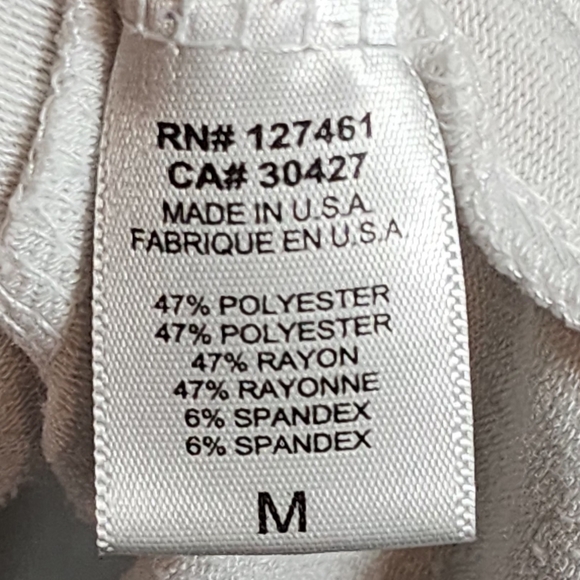 RN# 127461
CA# 30427
MADE IN U.S.A.
FABRIQUE EN U.S.A.
47% POLYESTER
47% POLYESTER
47% RAYON
47% RAYONNE
6% SPANDEX
6% SPANDEX
M